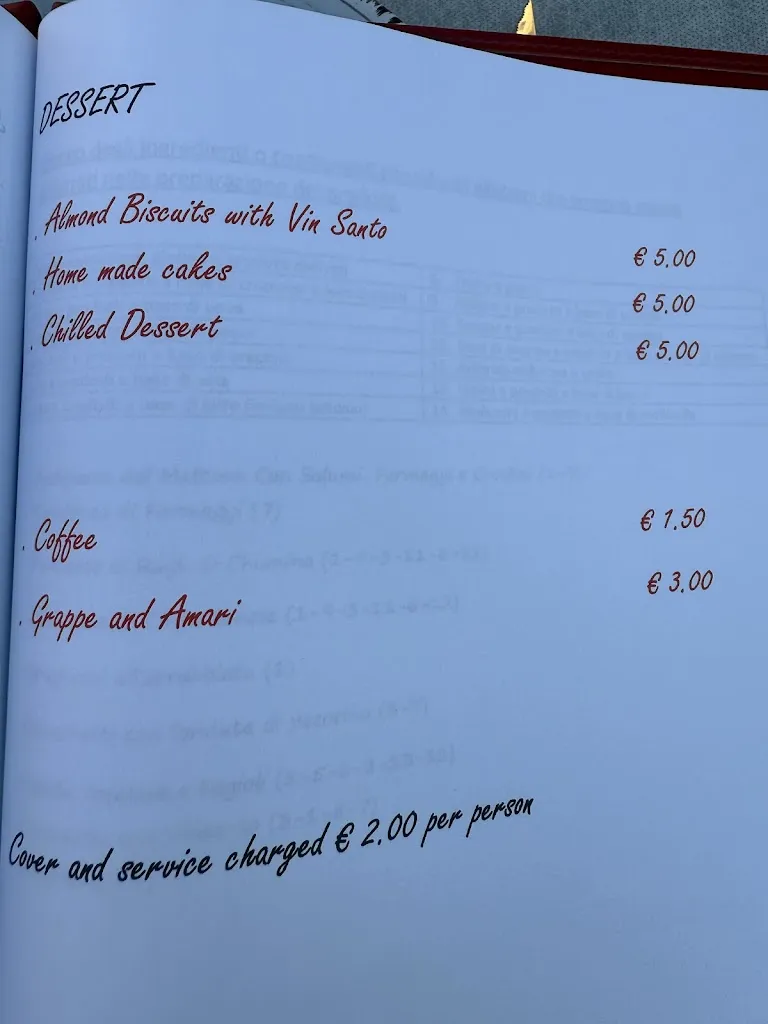 DESSERT
. Almond Biscuits with Vin Santo € 5.00
. Home made cakes € 5.00
. Chilled Dessert € 5.00
. Coffee € 1.50
. Grappe and Amari € 3.00
Cover and service charged € 2.00 per person